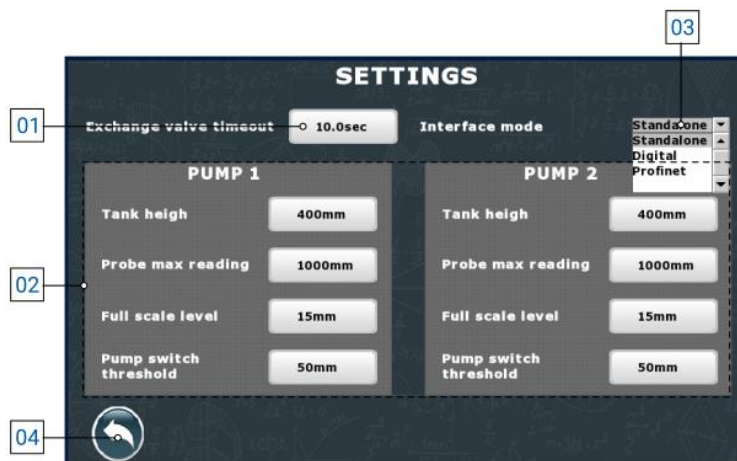 03
SETTINGS
01
Exchange valve timeout
10.0sec
Interface mode
Standalone
Standalone
Digital
Profinet
PUMP 1
PUMP 2
Tank heigh
400mm
Tank heigh
400mm
02
Probe max reading
1000mm
Probe max reading
1000mm
Full scale level
15mm
Full scale level
15mm
Pump switch
threshold
50mm
Pump switch
threshold
50mm
04